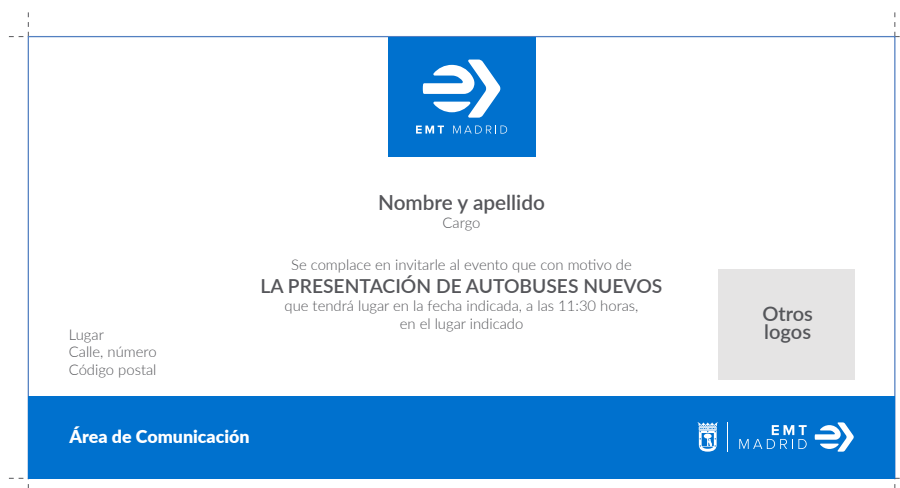 EMT MADRID
Nombre y apellido
Cargo
Se complace en invitarle al evento que con motivo de
LA PRESENTACIÓN DE AUTOBUSES NUEVOS
que tendrá lugar en la fecha indicada, a las 11:30 horas,
en el lugar indicado
Otros
logos
Lugar
Calle, número
Código postal
Área de Comunicación
EMT
MADRID